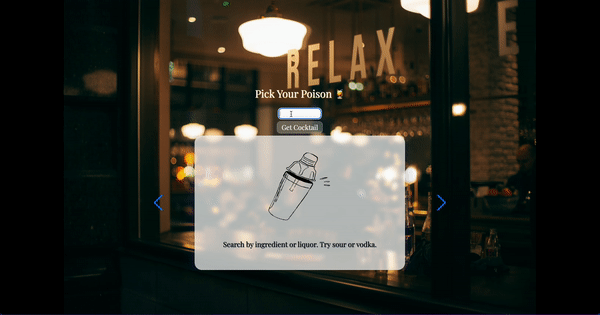 RELAX
E
Pick Your Poison 🍹
Get Cocktail
Search by ingredient or liquor. Try sour or vodka.